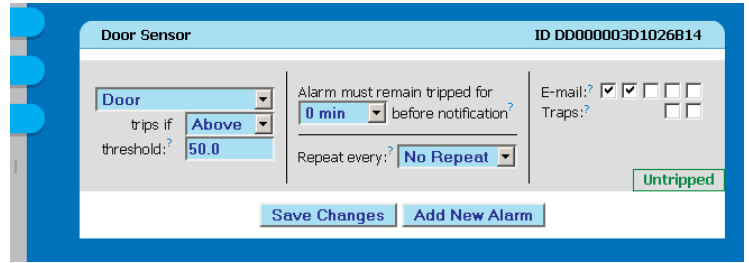 Door Sensor ID DD000003D1026B14
Door
trips if Above
threshold:? 50.0
Alarm must remain tripped for
0 min before notification?
Repeat every:? No Repeat
E-mail:?
Traps:?
Untripped
Save Changes Add New Alarm